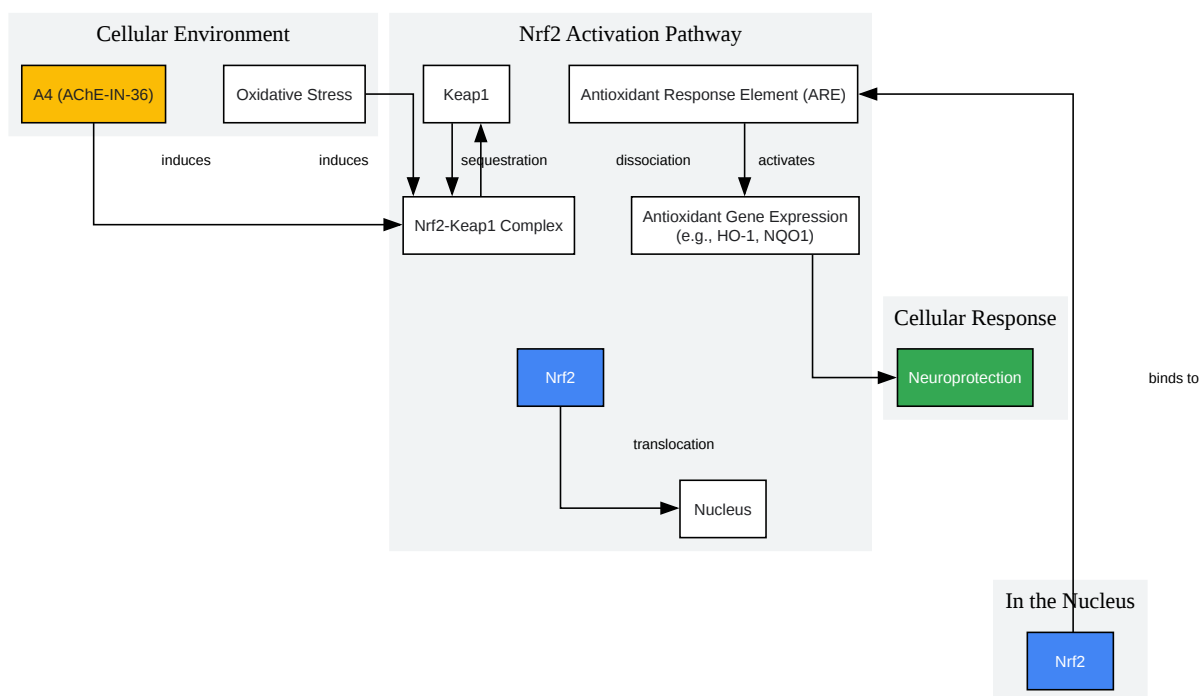 Cellular Environment
Nrf2 Activation Pathway
A4 (AChE-IN-36)
Oxidative Stress
Keap1
Antioxidant Response Element (ARE)
induces
induces
sequestration
dissociation
activates
Nrf2-Keap1 Complex
Antioxidant Gene Expression
(e.g., HO-1, NQO1)
Cellular Response
Nrf2
Neuroprotection
binds to
translocation
Nucleus
In the Nucleus
Nrf2